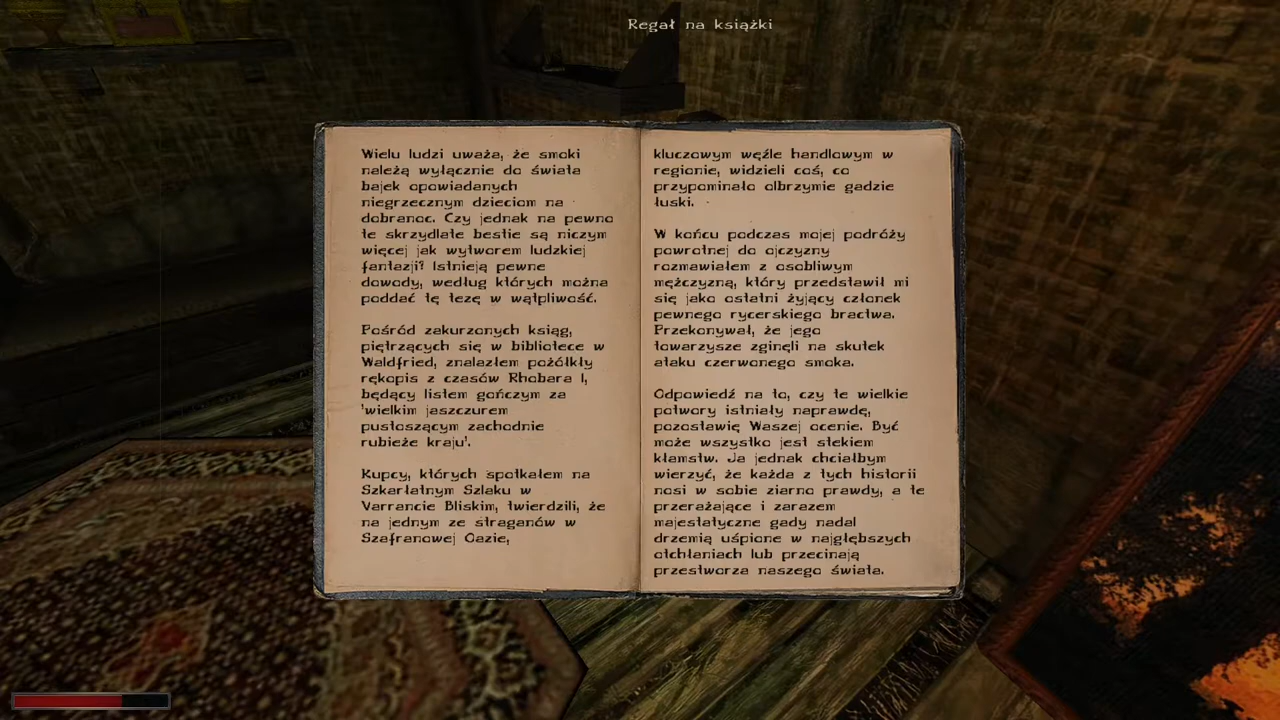 Regał na książki
Wielu ludzi uważa, że smoki
należą wyłącznie do świata
bajek opowiadanych
niegrzecznym dzieciom na
dobranoc. Czy jednak na pewno
te skrzydlate bestie są niczym
więcej jak wytworem ludzkiej
fantazji? Istnieją pewne
dowody, według których można
poddać tę tezę w wątpliwość.
Pośród zakurzonych ksiąg,
piętrzących się w bibliotece w
Waldfried, znalazłem pożółkły
rękopis z czasów Rhobara I,
będący listem gończym za
'wielkim jaszczurem
pustoszącym zachodnie
rubieże kraju'.
Kupcy, których spotkałem na
Szkarłatnym Szlaku w
Varrancie Bliskim, twierdzili, że
na jednym ze straganów w
Szafranowej Oazie,
kluczowym węźle handlowym w
regionie, widzieli coś, co
przypominało olbrzymie gadzie
łuski.
W końcu podczas mojej podróży
powrotnej do ojczyzny
rozmawiałem z osobliwym
mężczyzną, który przedstawił mi
się jako ostatni żyjący członek
pewnego rycerskiego bractwa.
Przekonywał, że jego
towarzysze zginęli na skutek
ataku czerwonego smoka.
Odpowiedź na to, czy te wielkie
potwory istniały naprawdę,
pozostawię Waszej ocenie. Być
może wszystko jest stekiem
kłamstw. Ja jednak chciałbym
wierzyć, że każda z tych historii
nosi w sobie ziarno prawdy, a te
przerażające i zarazem
majestatyczne gady nadal
drzemią uśpione w najgłębszych
otchłaniach lub przecinają
przestworza naszego świata.